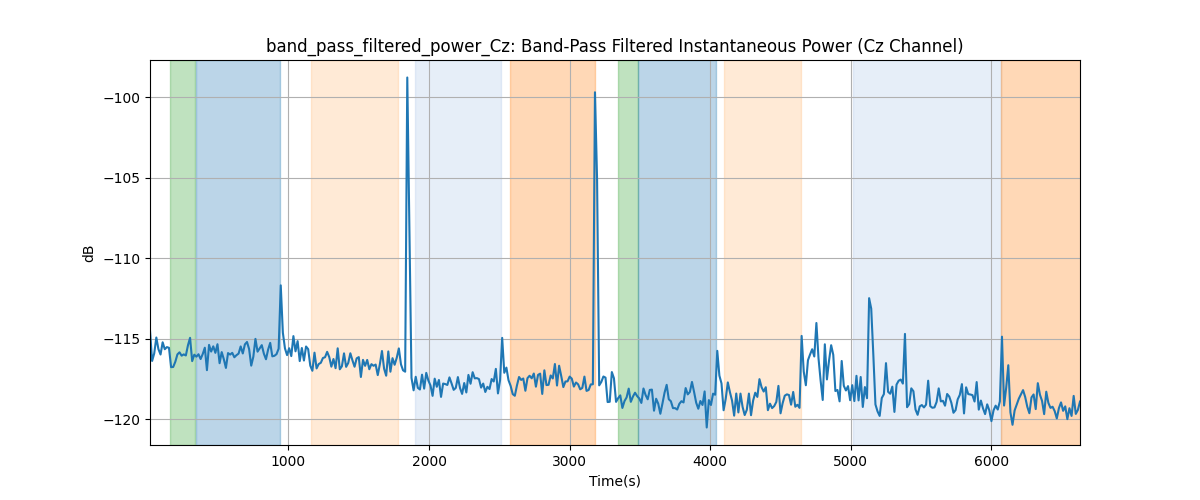 band_pass_filtered_power_Cz: Band-Pass Filtered Instantaneous Power (Cz Channel)
dB
−100
−105
−110
−115
−120
1000 2000 3000 4000 5000 6000
Time(s)